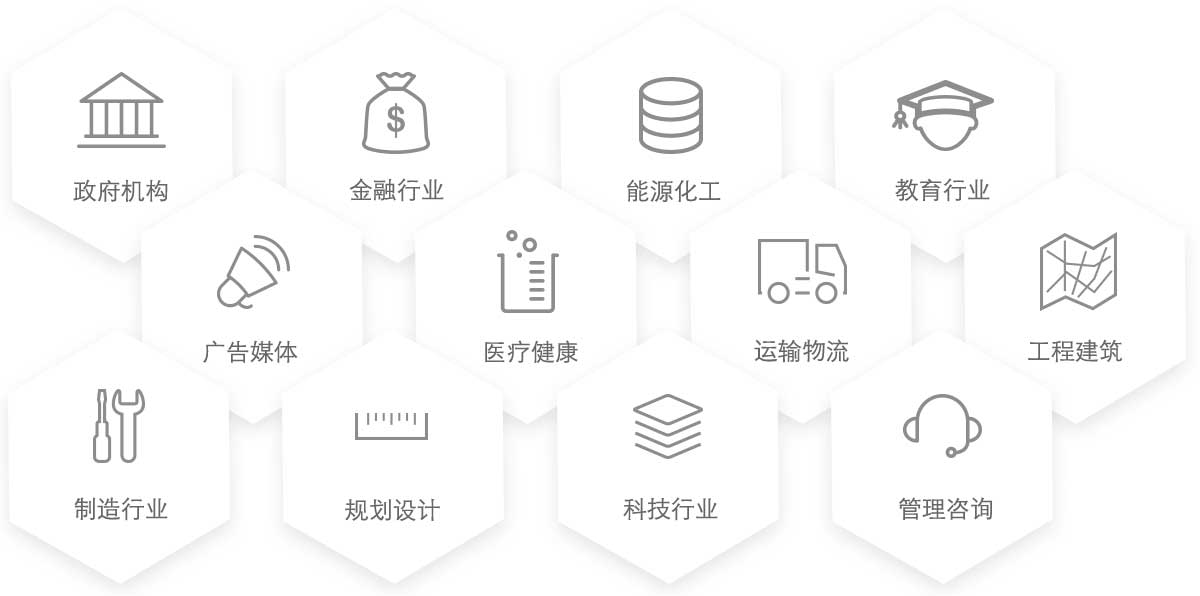 政府机构
金融行业
能源化工
教育行业
广告媒体
医疗健康
运输物流
工程建筑
制造行业
规划设计
科技行业
管理咨询
$